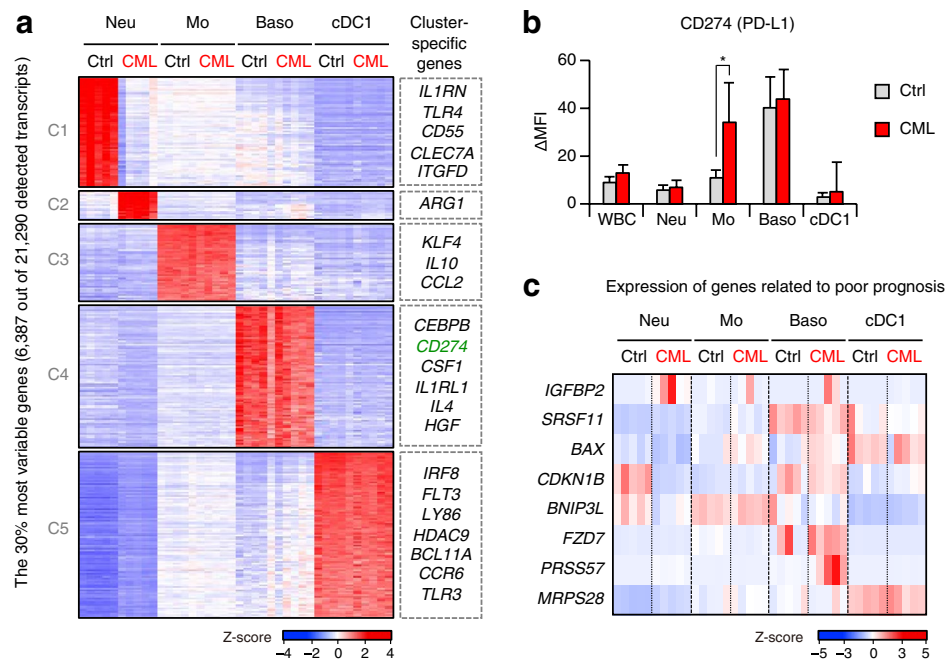 a
Neu Mo Baso cDC1
Cluster-
specific
genes
Ctrl CML Ctrl CML Ctrl CML Ctrl CML
The 30% most variable genes (6,387 out of 21,290 detected transcripts)
C1
IL1RN
TLR4
CD55
CLEC7A
ITGFD
C2
ARG1
C3
KLF4
IL10
CCL2
C4
CEBPB
CD274
CSF1
IL1RL1
IL4
HGF
C5
IRF8
FLT3
LY86
HDAC9
BCL11A
CCR6
TLR3
Z-score
−4 −2 0 2 4
b
CD274 (PD-L1)
ΔMFI
60
40
20
0
*
Ctrl
CML
WBC Neu Mo Baso cDC1
c
Expression of genes related to poor prognosis
Neu Mo Baso cDC1
Ctrl CML Ctrl CML Ctrl CML Ctrl CML
IGFBP2
SRSF11
BAX
CDKN1B
BNIP3L
FZD7
PRSS57
MRPS28
Z-score
−5 −3 0 3 5